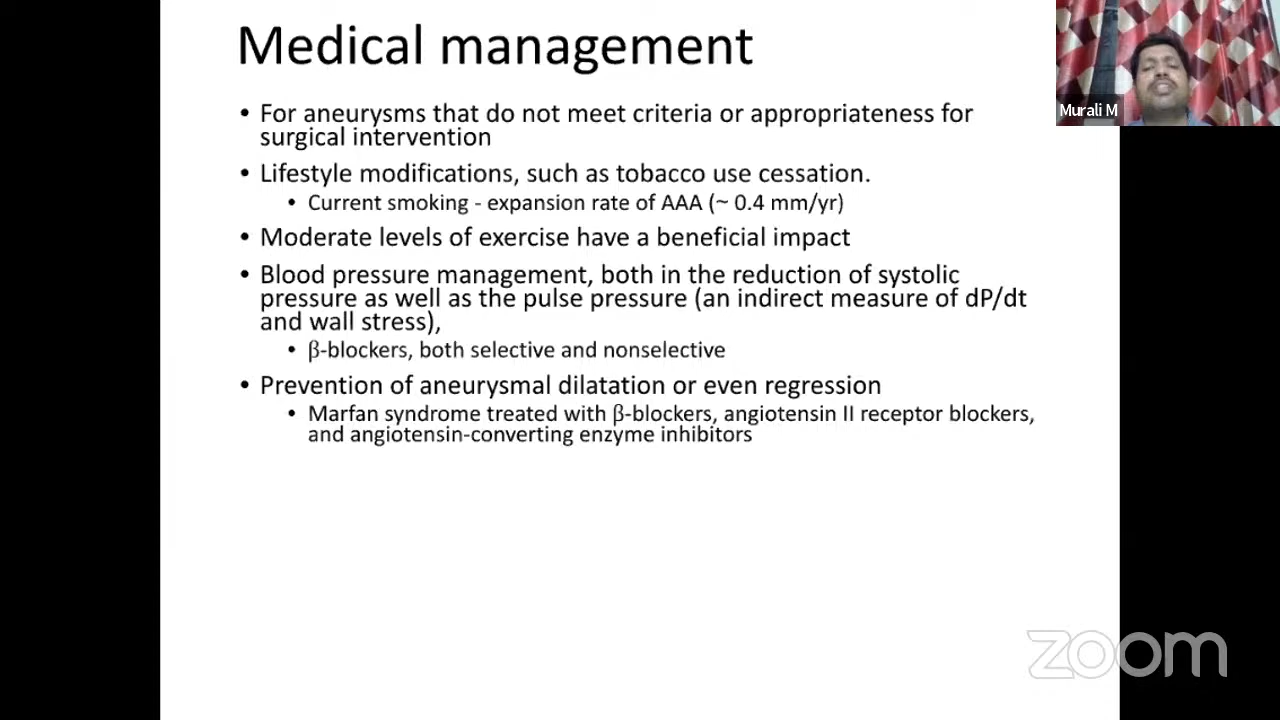 Medical management
Murali M
• For aneurysms that do not meet criteria or appropriateness for
surgical intervention
• Lifestyle modifications, such as tobacco use cessation.
• Current smoking - expansion rate of AAA (~ 0.4 mm/yr)
• Moderate levels of exercise have a beneficial impact
• Blood pressure management, both in the reduction of systolic
pressure as well as the pulse pressure (an indirect measure of dP/dt
and wall stress),
• β-blockers, both selective and nonselective
• Prevention of aneurysmal dilatation or even regression
• Marfan syndrome treated with β-blockers, angiotensin II receptor blockers,
and angiotensin-converting enzyme inhibitors
zoom